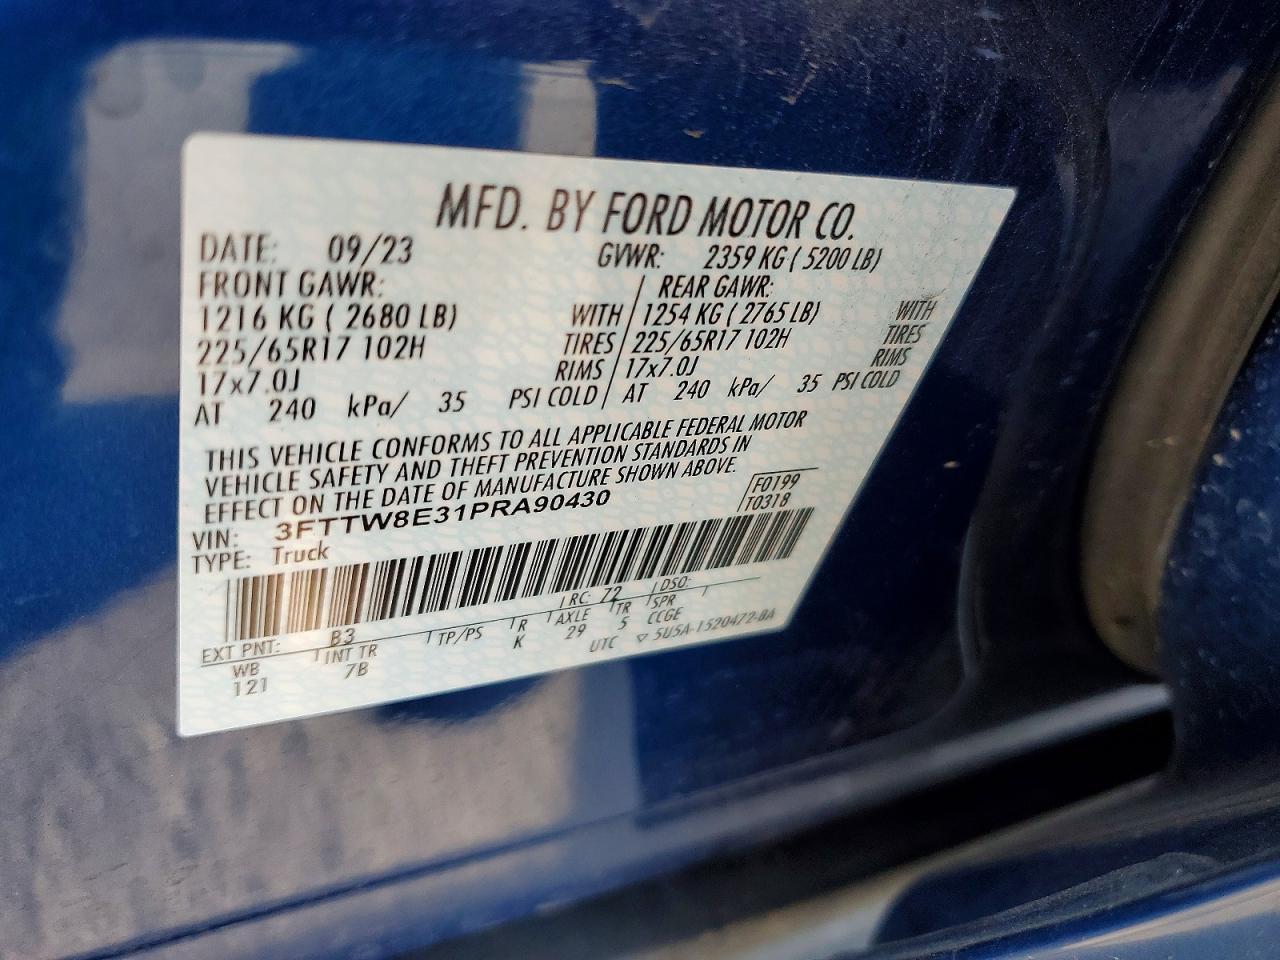 MFD. BY FORD MOTOR CO.
DATE: 09/23 GVWR: 2359 KG ( 5200 LB)
FRONT GAWR: REAR GAWR:
1216 KG ( 2680 LB) WITH / 1254 KG ( 2765 LB) WITH
225/65R17 102H TIRES / 225/65R17 102H TIRES
17x7.0J RIMS / 17x7.0J RIMS
AT 240 kPa/ 35 PSI COLD / AT 240 kPa/ 35 PSI COLD
THIS VEHICLE CONFORMS TO ALL APPLICABLE FEDERAL MOTOR
VEHICLE SAFETY AND THEFT PREVENTION STANDARDS IN
EFFECT ON THE DATE OF MANUFACTURE SHOWN ABOVE.
VIN: 3FTTW8E31PRA90430 F0199
TYPE: Truck T0318
EXT PNT: B3 RC: 72 DSO:
WB INT TR TP/PS R AXLE TR SPR
121 7B K 29 5 CCGE
UTC ▽ 5U5A-1520472-BA